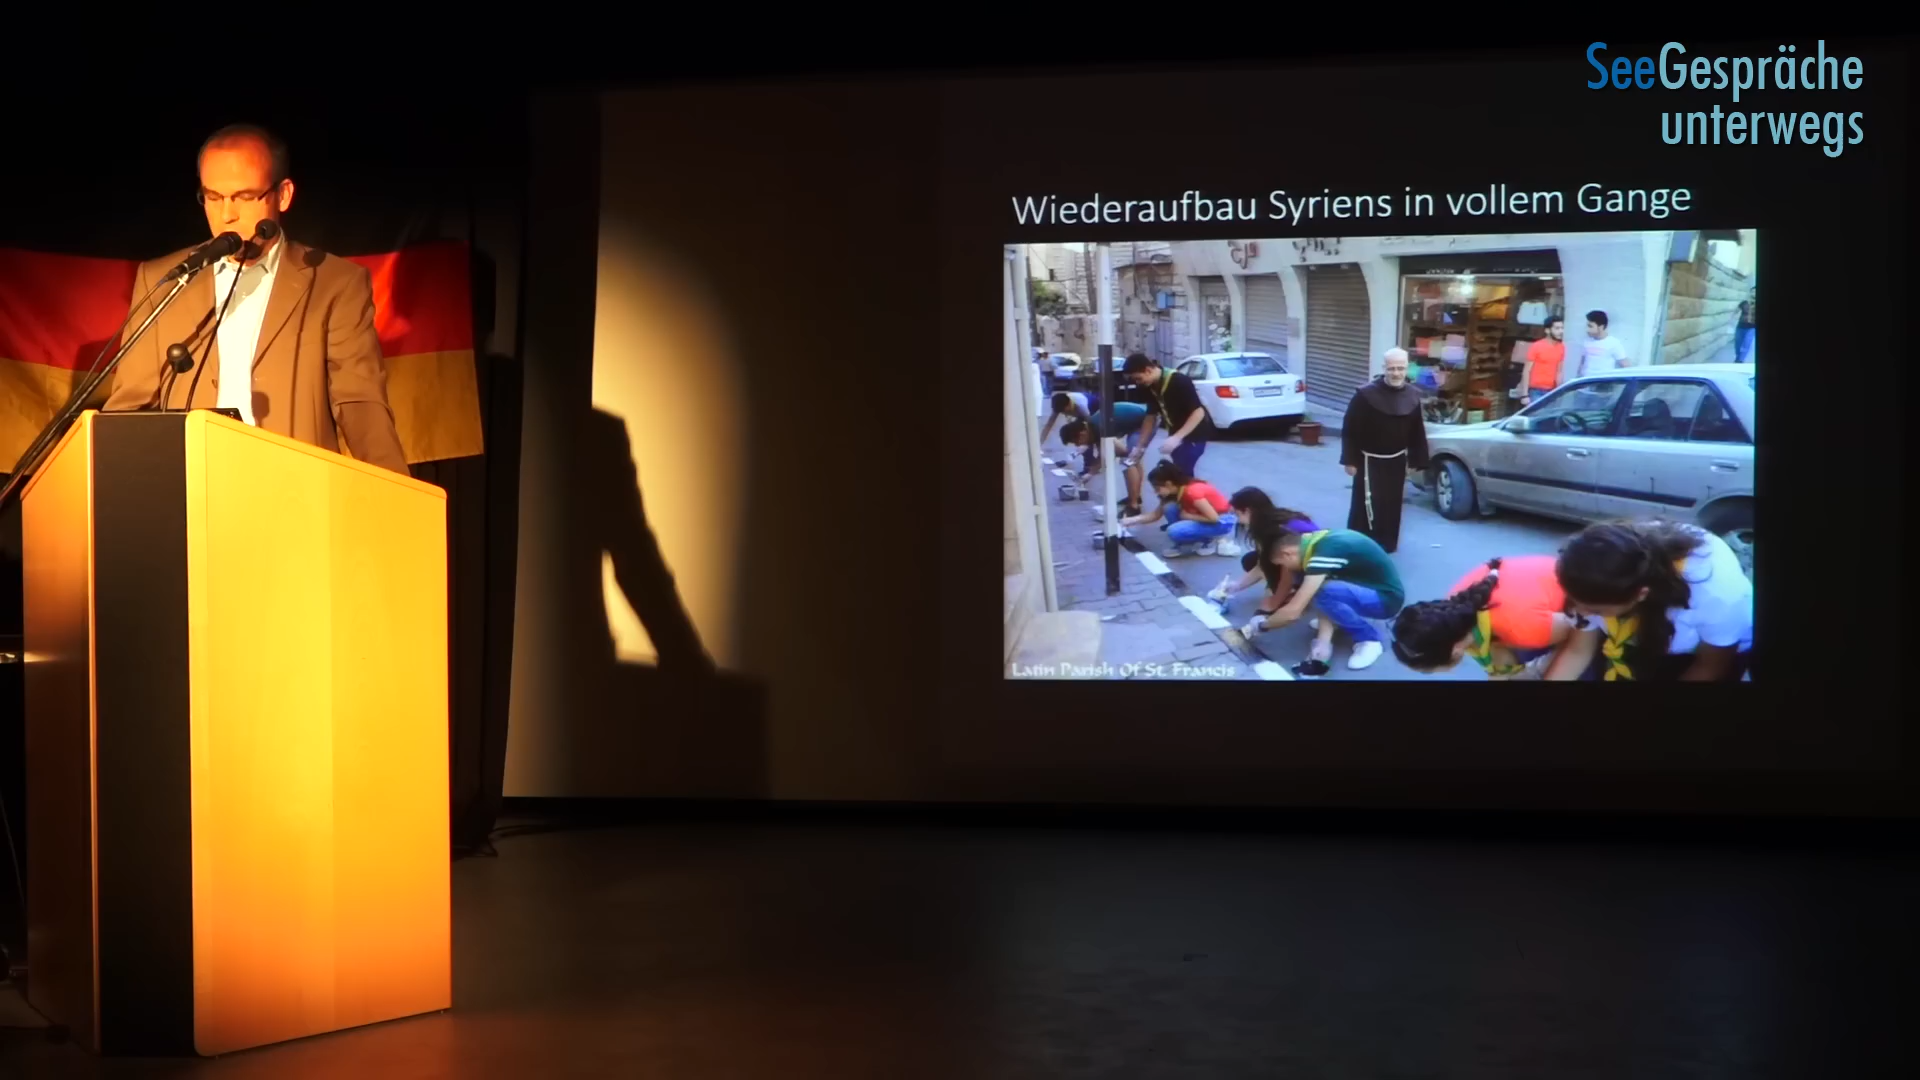 SeeGespräche
unterwegs
Wiederaufbau Syriens in vollem Gange
Latin Parish Of St. Francis